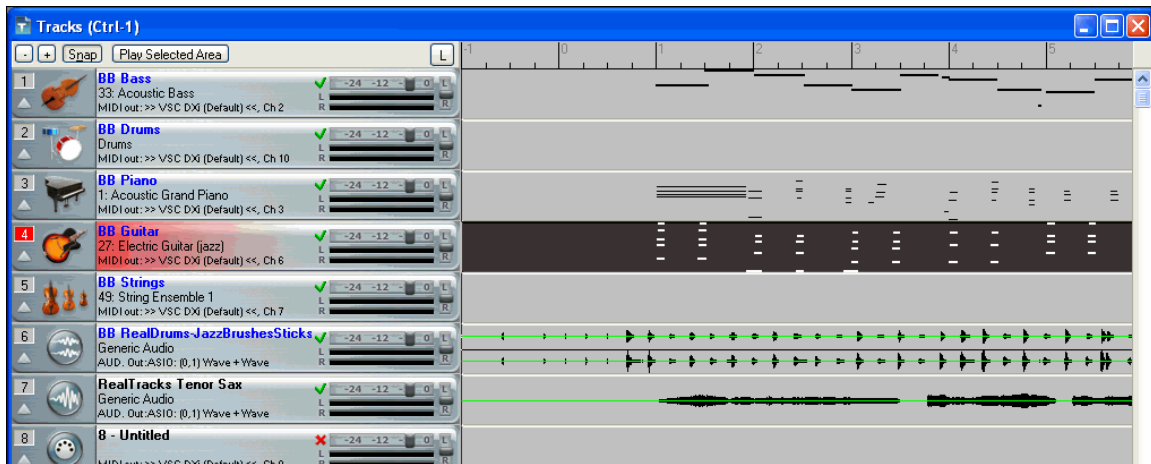 Tracks (Ctrl-1)
- + Snap Play Selected Area L
-1 0 1 2 3 4 5
1 BB Bass
33: Acoustic Bass
MIDI out: >> VSC DXi (Default) <<, Ch 2
-24 -12 - 0 L
L
R R
2 BB Drums
Drums
MIDI out: >> VSC DXi (Default) <<, Ch 10
-24 -12 - 0 L
L
R R
3 BB Piano
1: Acoustic Grand Piano
MIDI out: >> VSC DXi (Default) <<, Ch 3
-24 -12 - 0 L
L
R R
4 BB Guitar
27: Electric Guitar (jazz)
MIDI out: >> VSC DXi (Default) <<, Ch 6
-24 -12 - 0 L
L
R R
5 BB Strings
49: String Ensemble 1
MIDI out: >> VSC DXi (Default) <<, Ch 7
-24 -12 - 0 L
L
R R
6 BB RealDrums-JazzBrushesSticks
Generic Audio
AUD. Out:ASIO: (0,1) Wave + Wave
-24 -12 - 0 L
L
R R
7 RealTracks Tenor Sax
Generic Audio
AUD. Out:ASIO: (0,1) Wave + Wave
-24 -12 - 0 L
L
R R
8 8 - Untitled
MIDI out: >> VSC DXi (Default) <<, Ch 8
-24 -12 - 0 L
L
R R